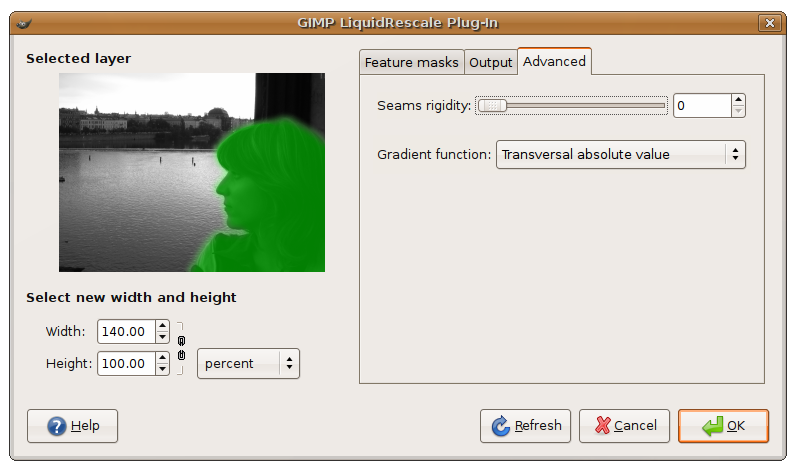 GIMP LiquidRescale Plug-In
Selected layer
Feature masks Output Advanced
Seams rigidity: 0
Gradient function: Transversal absolute value
Select new width and height
Width: 140.00
Height: 100.00 percent
Help Refresh Cancel OK